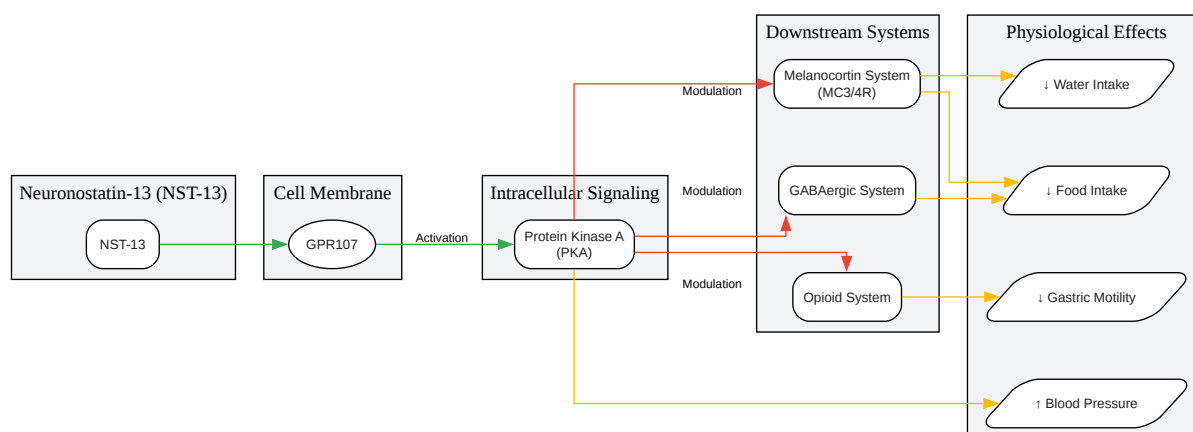 Neuronostatin-13 (NST-13)
NST-13
Cell Membrane
GPR107
Activation
Intracellular Signaling
Protein Kinase A
(PKA)
Modulation
Modulation
Modulation
Downstream Systems
Melanocortin System
(MC3/4R)
GABAergic System
Opioid System
Physiological Effects
↓ Water Intake
↓ Food Intake
↓ Gastric Motility
↑ Blood Pressure